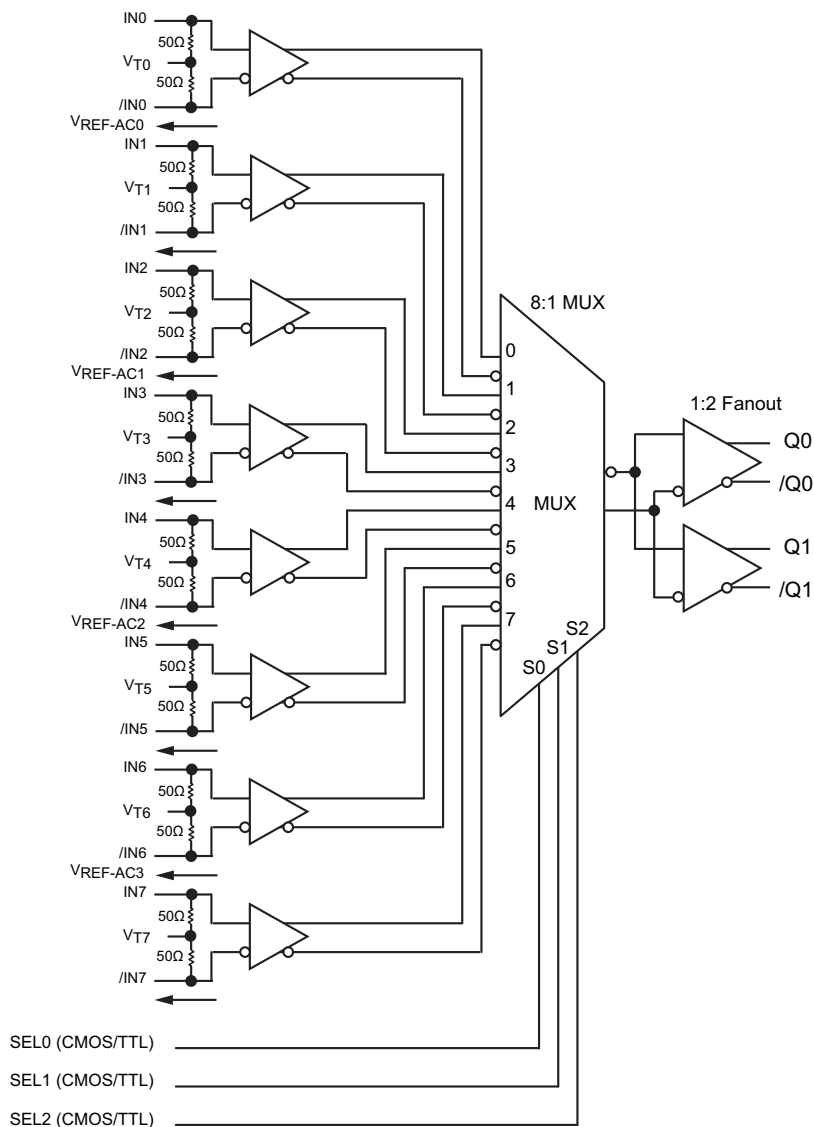 IN0
50Ω
VT0
50Ω
/IN0
VREF-AC0
IN1
50Ω
VT1
50Ω
/IN1
IN2
50Ω
VT2
50Ω
/IN2
VREF-AC1
IN3
50Ω
VT3
50Ω
/IN3
IN4
50Ω
VT4
50Ω
/IN4
VREF-AC2
IN5
50Ω
VT5
50Ω
/IN5
IN6
50Ω
VT6
50Ω
/IN6
VREF-AC3
IN7
50Ω
VT7
50Ω
/IN7
8:1 MUX
0
1
2
3
4
MUX
5
6
7
S2
S1
S0
1:2 Fanout
Q0
/Q0
Q1
/Q1
SEL0 (CMOS/TTL)
SEL1 (CMOS/TTL)
SEL2 (CMOS/TTL)